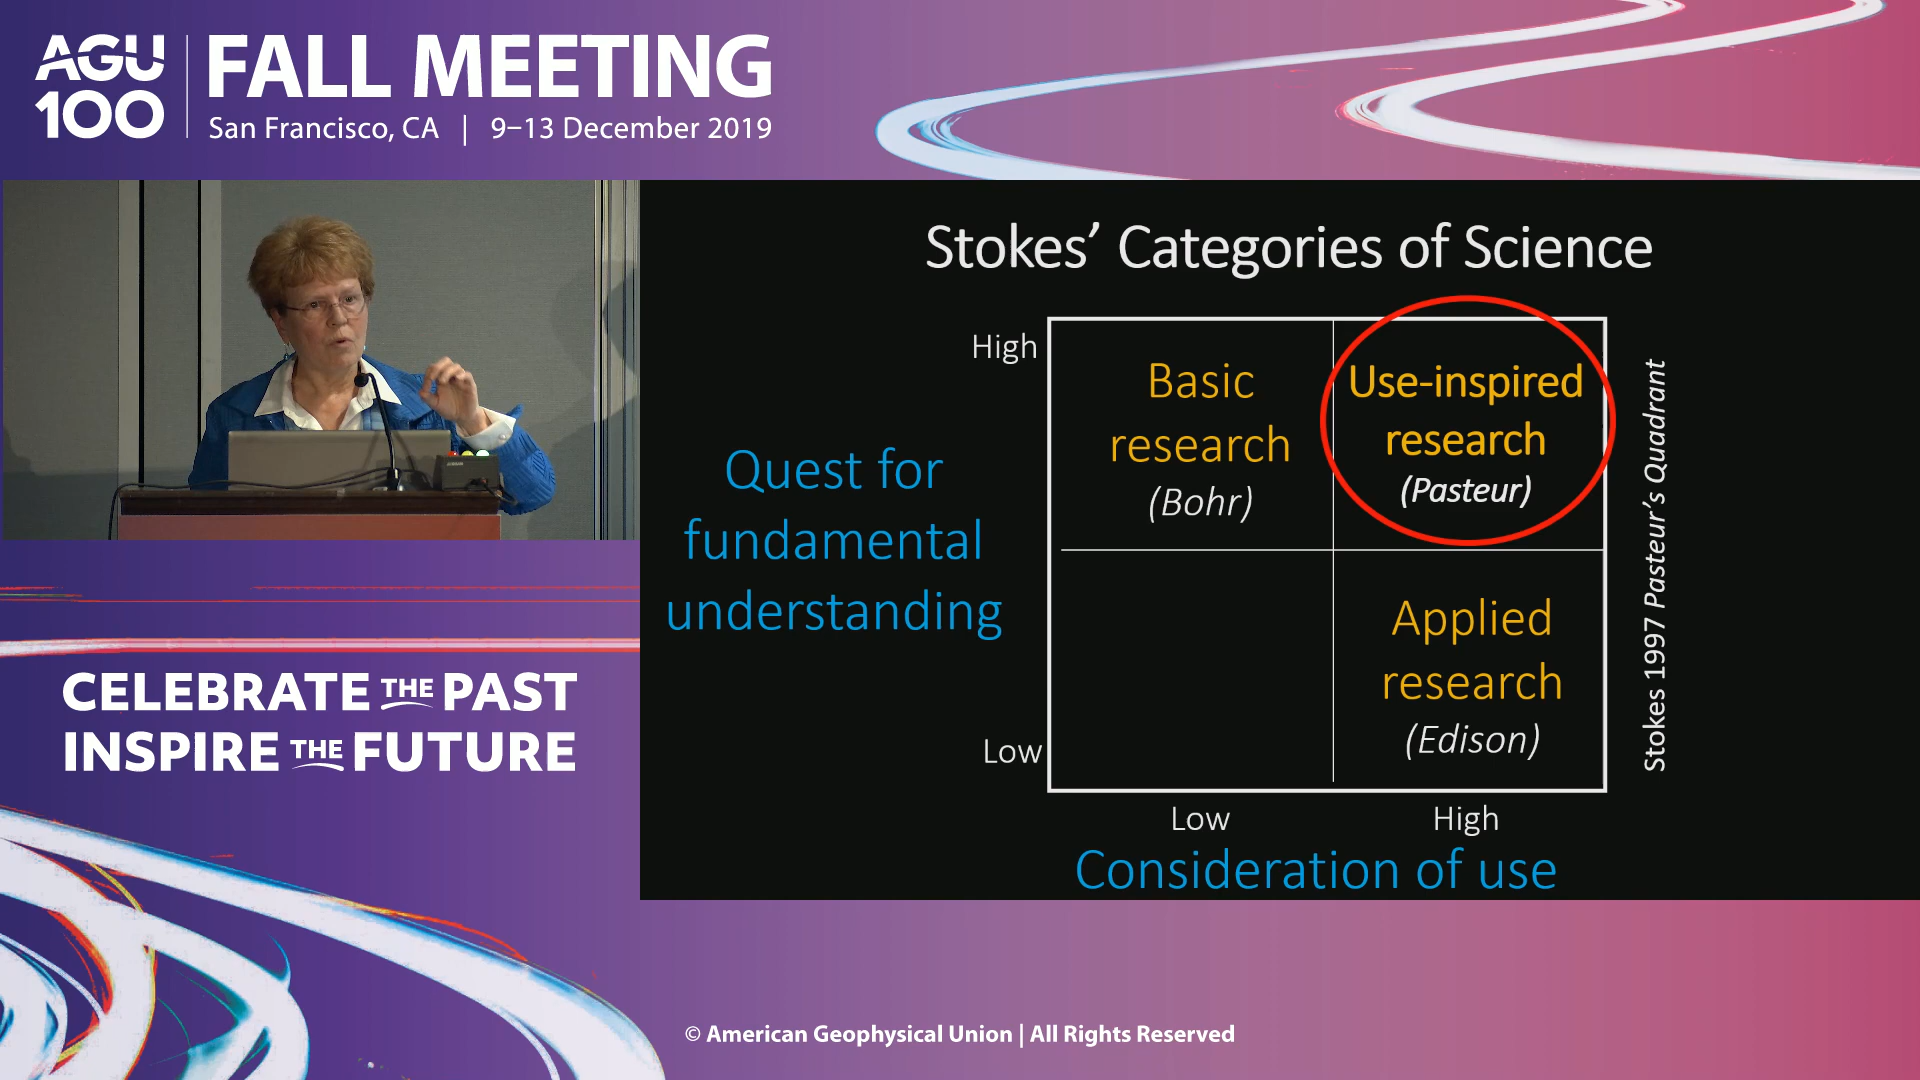 AGU
100
FALL MEETING
San Francisco, CA | 9–13 December 2019
Stokes’ Categories of Science
High
Basic
research
(Bohr)
Use-inspired
research
(Pasteur)
Quest for
fundamental
understanding
Applied
research
(Edison)
Low
Low
High
Consideration of use
Stokes 1997 Pasteur’s Quadrant
CELEBRATE THE PAST
INSPIRE THE FUTURE
© American Geophysical Union | All Rights Reserved